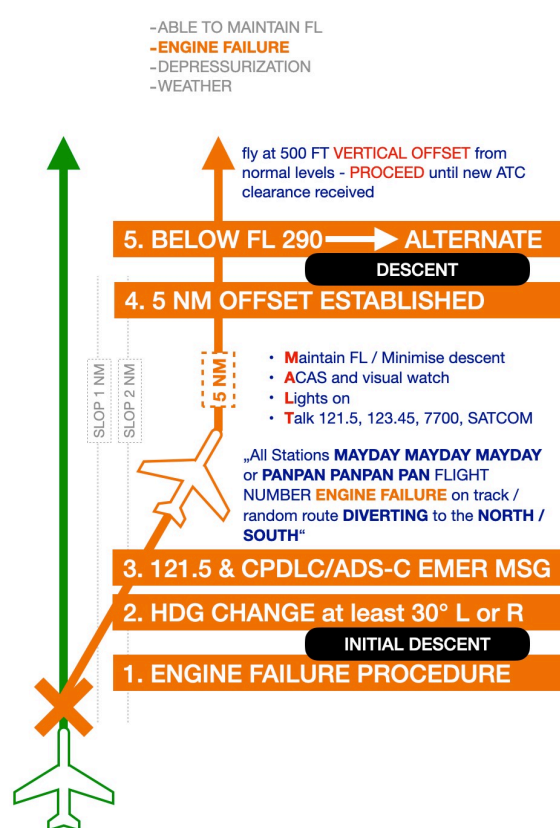 -ABLE TO MAINTAIN FL
-ENGINE FAILURE
-DEPRESSURIZATION
-WEATHER
fly at 500 FT VERTICAL OFFSET from
normal levels - PROCEED until new ATC
clearance received
5. BELOW FL 290 ALTERNATE
DESCENT
4. 5 NM OFFSET ESTABLISHED
SLOP 1 NM
SLOP 2 NM
5 NM
• Maintain FL / Minimise descent
• ACAS and visual watch
• Lights on
• Talk 121.5, 123.45, 7700, SATCOM
„All Stations MAYDAY MAYDAY MAYDAY
or PANPAN PANPAN PAN FLIGHT
NUMBER ENGINE FAILURE on track /
random route DIVERTING to the NORTH /
SOUTH“
3. 121.5 & CPDLC/ADS-C EMER MSG
2. HDG CHANGE at least 30° L or R
INITIAL DESCENT
1. ENGINE FAILURE PROCEDURE